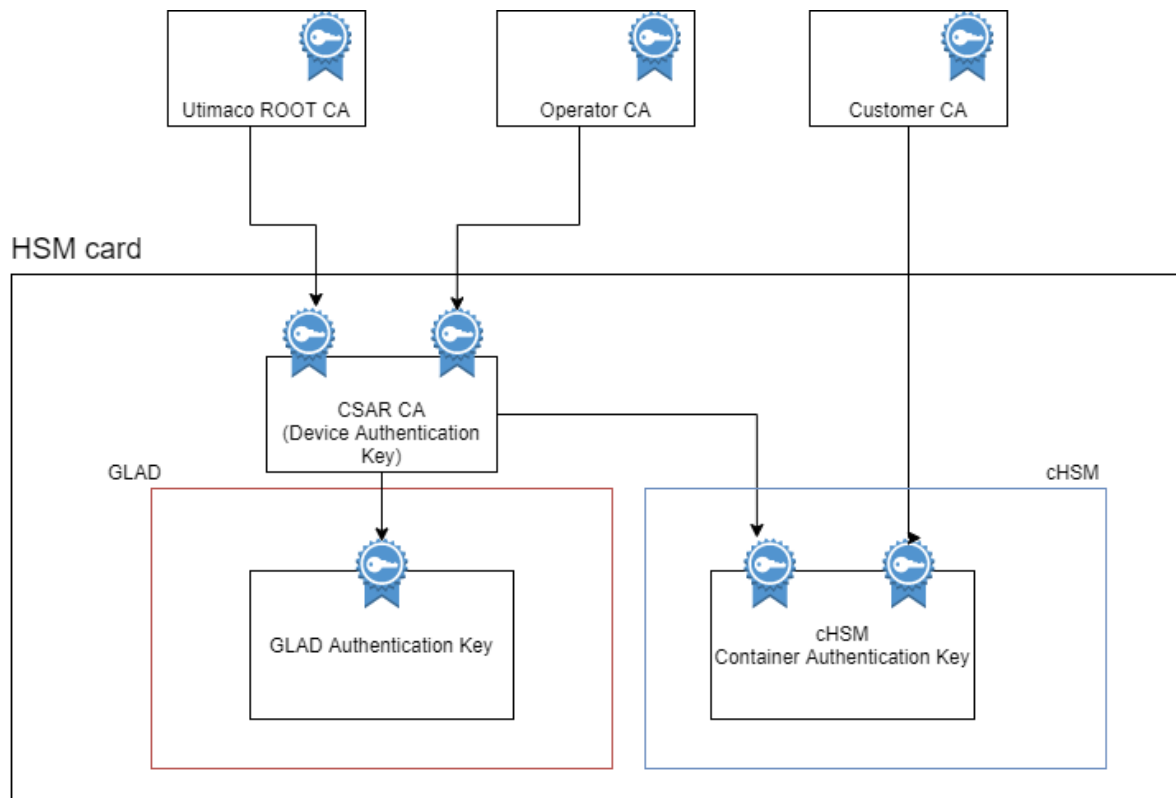 Utimaco ROOT CA
Operator CA
Customer CA
HSM card
CSAR CA
(Device Authentication
Key)
GLAD
cHSM
GLAD Authentication Key
cHSM
Container Authentication Key